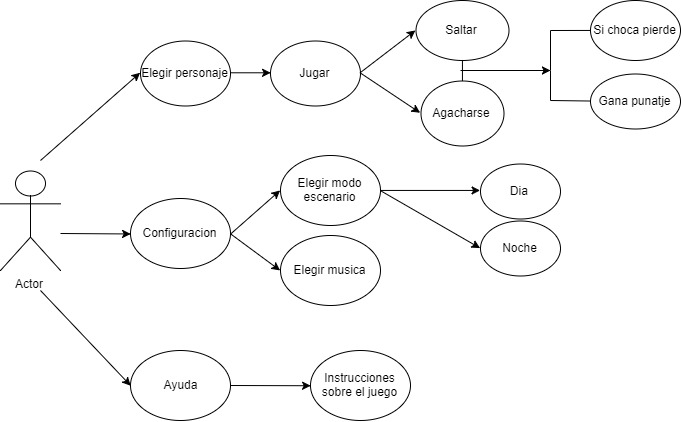 Saltar
Si choca pierde
Elegir personaje
Jugar
Agacharse
Gana punatje
Elegir modo
escenario
Dia
Configuracion
Noche
Elegir musica
Actor
Ayuda
Instrucciones
sobre el juego